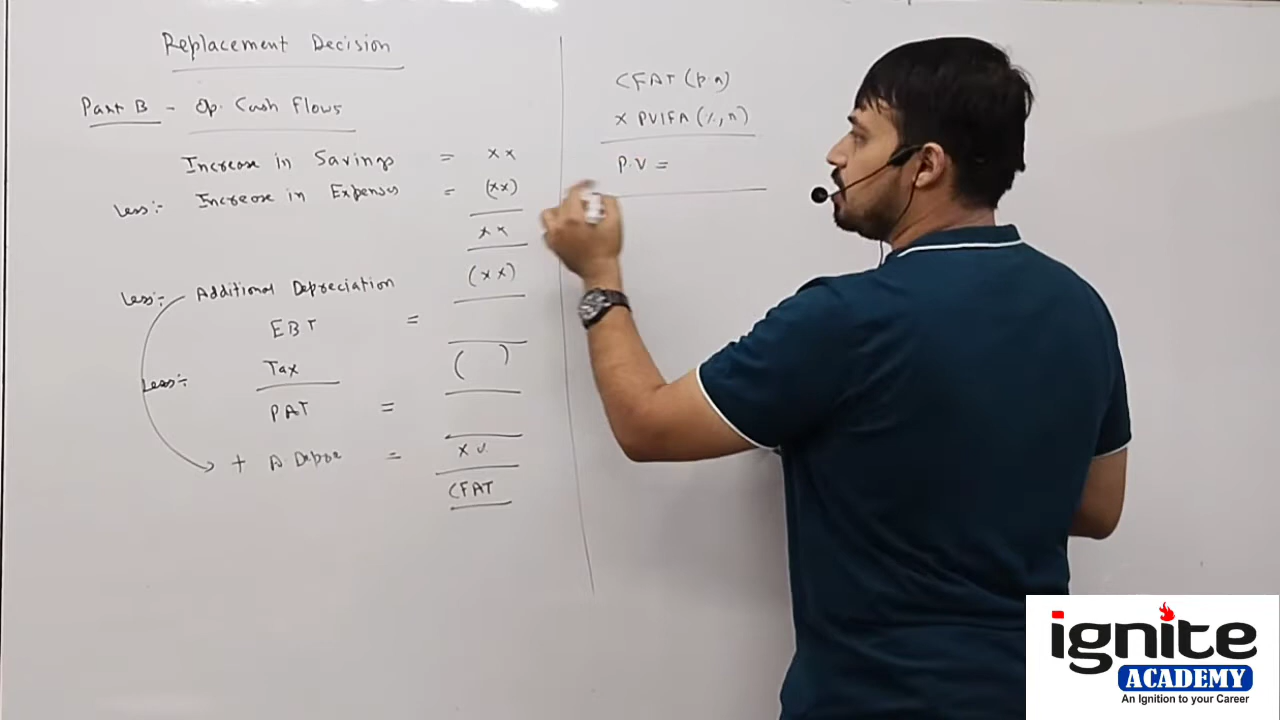 Replacement Decision
Part B - Op. Cash Flows
Increase in Savings = xx
Less:- Increase in Expenses = (xx)
xx
Less:- Additional Depreciation (xx)
EBT =
Less:- Tax ( )
PAT =
+ A Depre = xx
CFAT
CFAT (p.a)
x PVIFA (%, n)
P.V =
ignite
ACADEMY
An Ignition to your Career